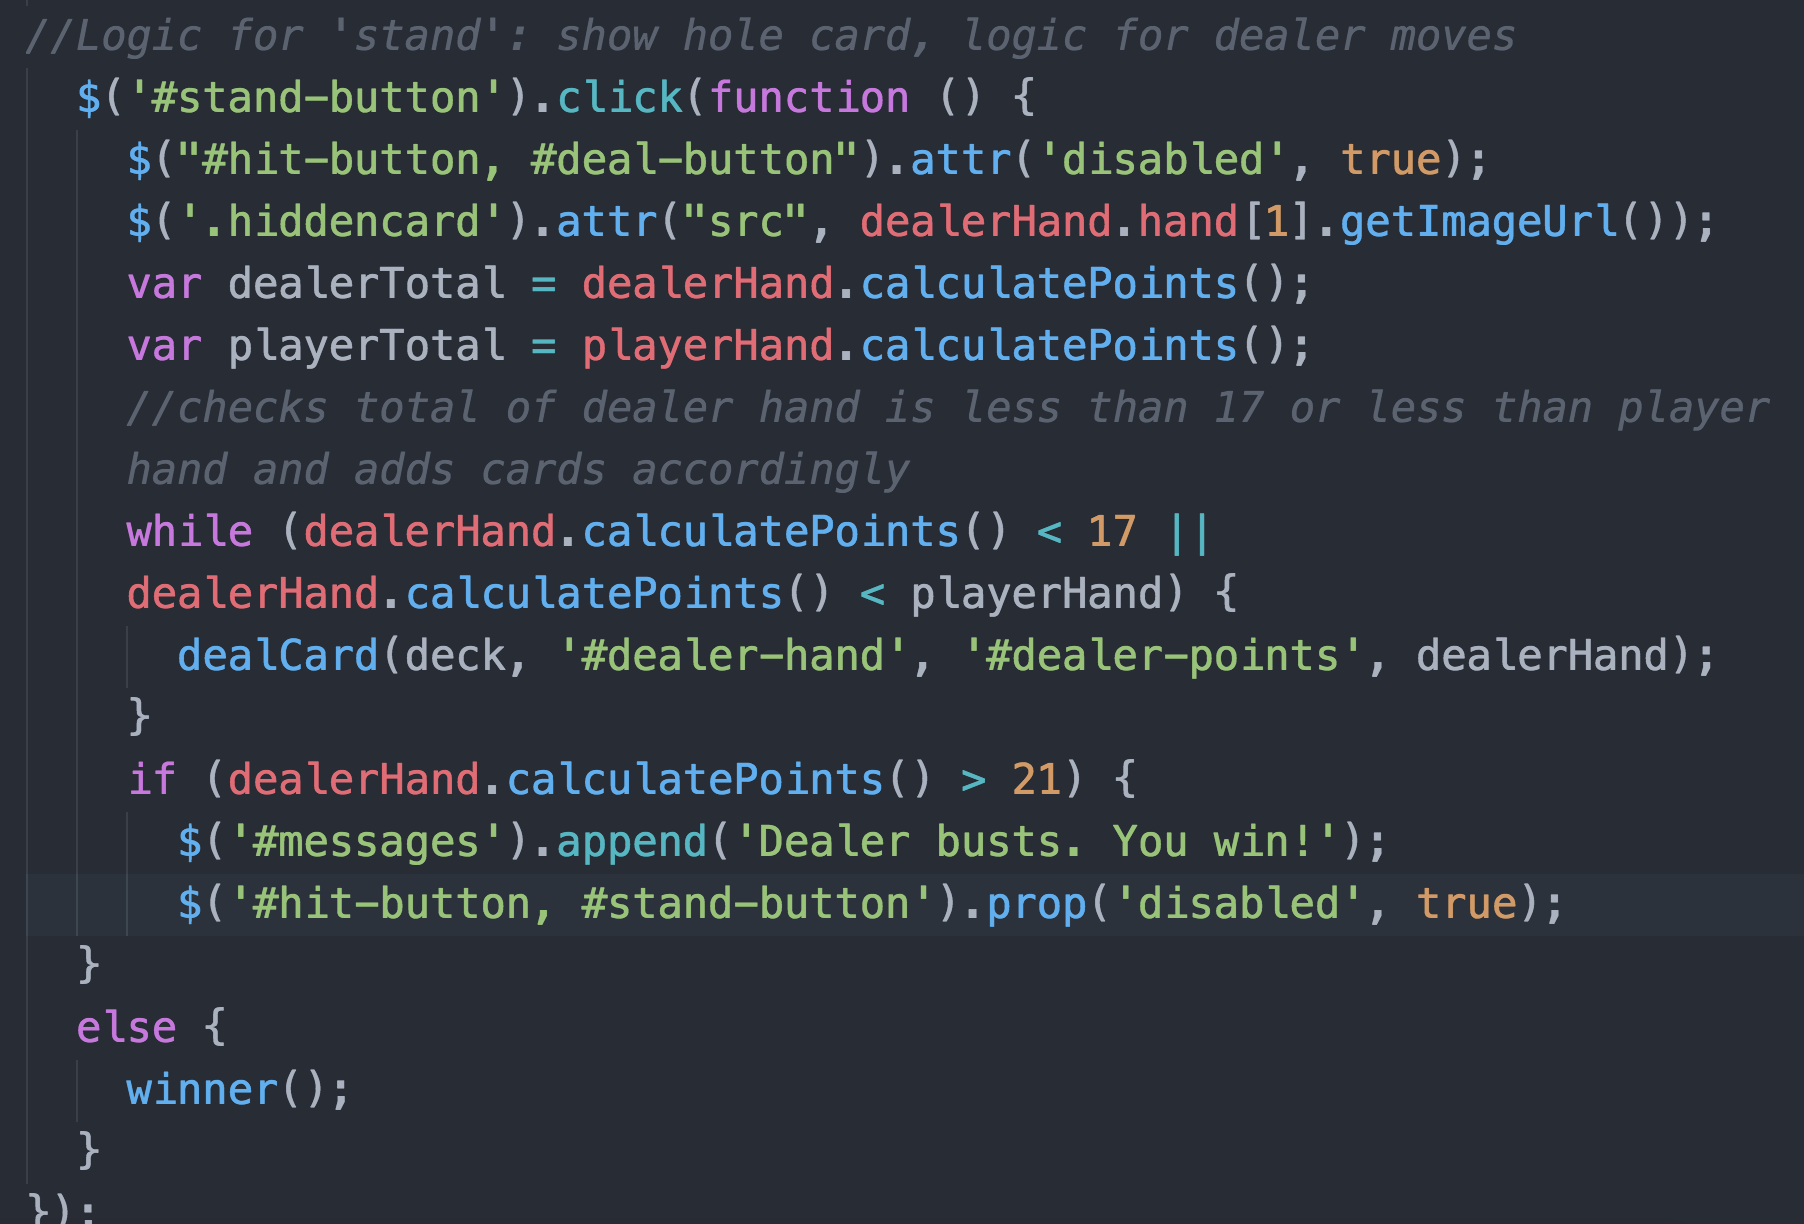 //Logic for 'stand': show hole card, logic for dealer moves
$('#stand-button').click(function () {
$("#hit-button, #deal-button").attr('disabled', true);
$('.hiddencard').attr("src", dealerHand.hand[1].getImageUrl());
var dealerTotal = dealerHand.calculatePoints();
var playerTotal = playerHand.calculatePoints();
//checks total of dealer hand is less than 17 or less than player
hand and adds cards accordingly
while (dealerHand.calculatePoints() < 17 ||
dealerHand.calculatePoints() < playerHand) {
dealCard(deck, '#dealer-hand', '#dealer-points', dealerHand);
}
if (dealerHand.calculatePoints() > 21) {
$('#messages').append('Dealer busts. You win!');
$('#hit-button, #stand-button').prop('disabled', true);
}
else {
winner();
}
});